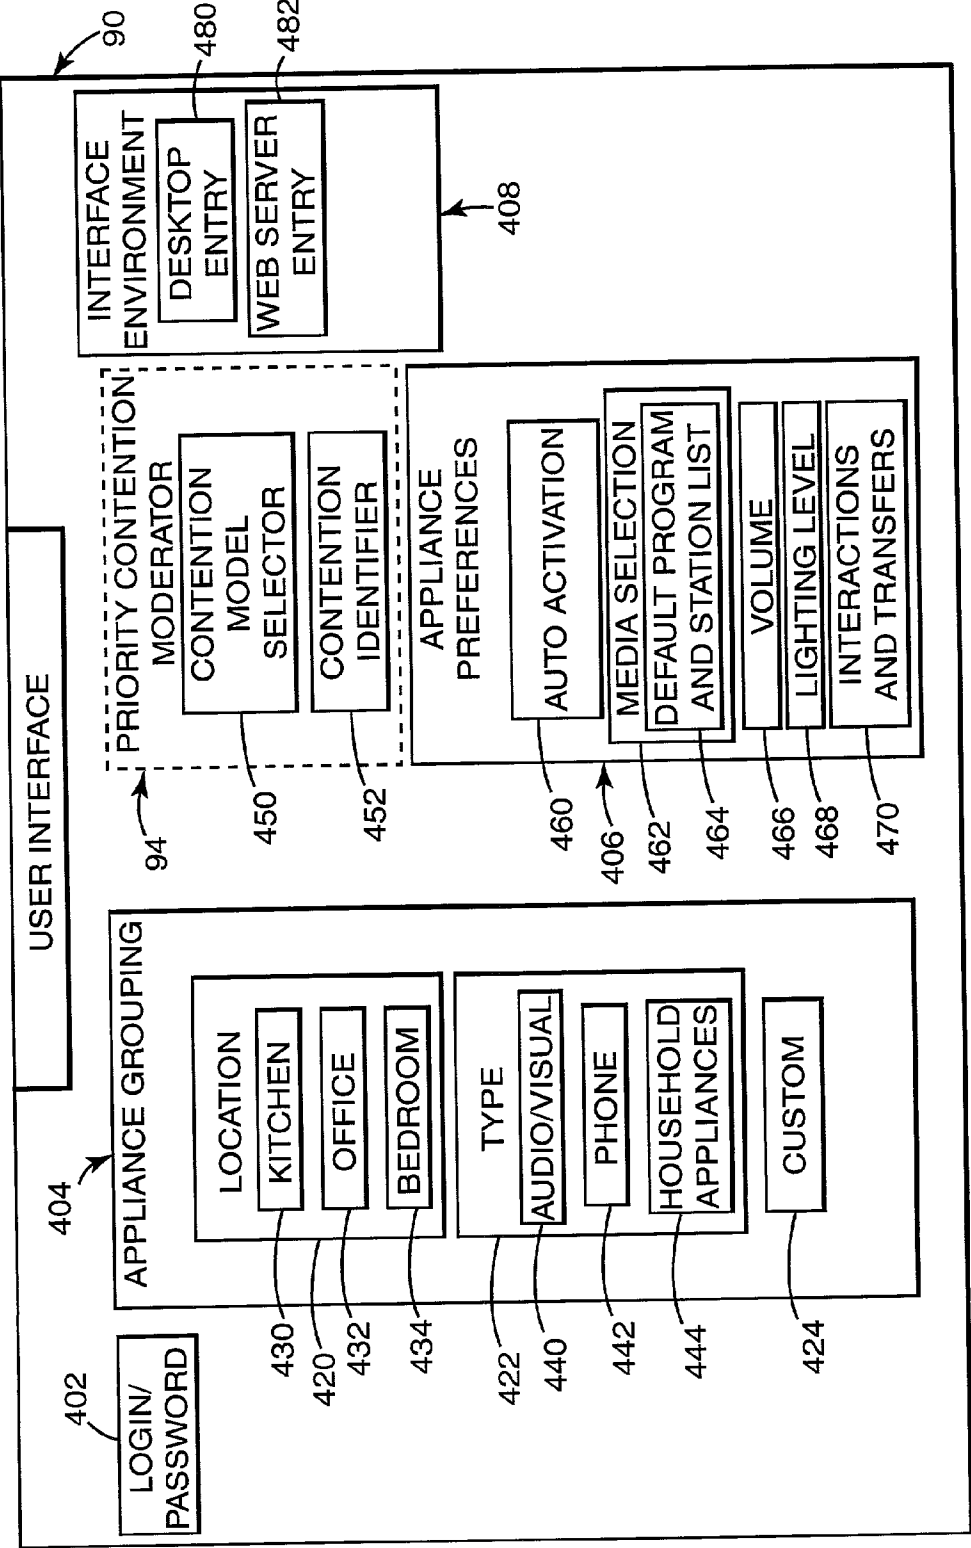 USER INTERFACE
90
402
LOGIN/
PASSWORD
404
APPLIANCE GROUPING
LOCATION
KITCHEN
OFFICE
BEDROOM
430
420
432
434
TYPE
AUDIO/VISUAL
PHONE
HOUSEHOLD
APPLIANCES
422
440
442
444
CUSTOM
424
94
PRIORITY CONTENTION
MODERATOR
CONTENTION
MODEL
SELECTOR
450
CONTENTION
IDENTIFIER
452
APPLIANCE
PREFERENCES
AUTO ACTIVATION
460
406
MEDIA SELECTION
462
DEFAULT PROGRAM
AND STATION LIST
464
VOLUME
466
LIGHTING LEVEL
468
INTERACTIONS
AND TRANSFERS
470
INTERFACE
ENVIRONMENT
DESKTOP
ENTRY
480
WEB SERVER
ENTRY
482
408